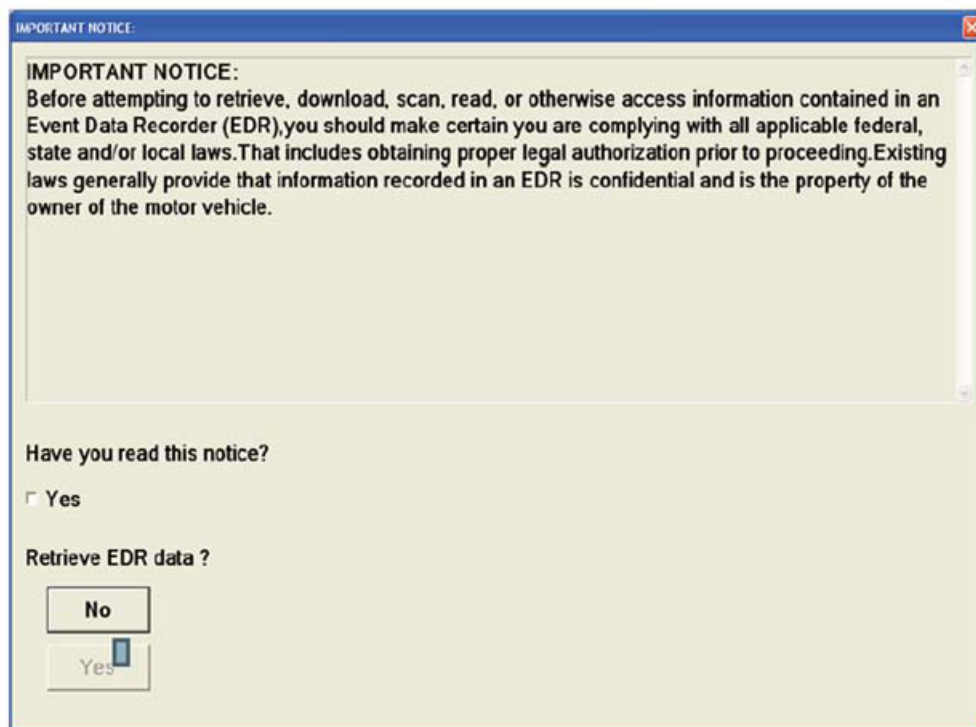 IMPORTANT NOTICE:
IMPORTANT NOTICE:
Before attempting to retrieve, download, scan, read, or otherwise access information contained in an
Event Data Recorder (EDR),you should make certain you are complying with all applicable federal,
state and/or local laws.That includes obtaining proper legal authorization prior to proceeding.Existing
laws generally provide that information recorded in an EDR is confidential and is the property of the
owner of the motor vehicle.
Have you read this notice?
Yes
Retrieve EDR data ?
No
Yes